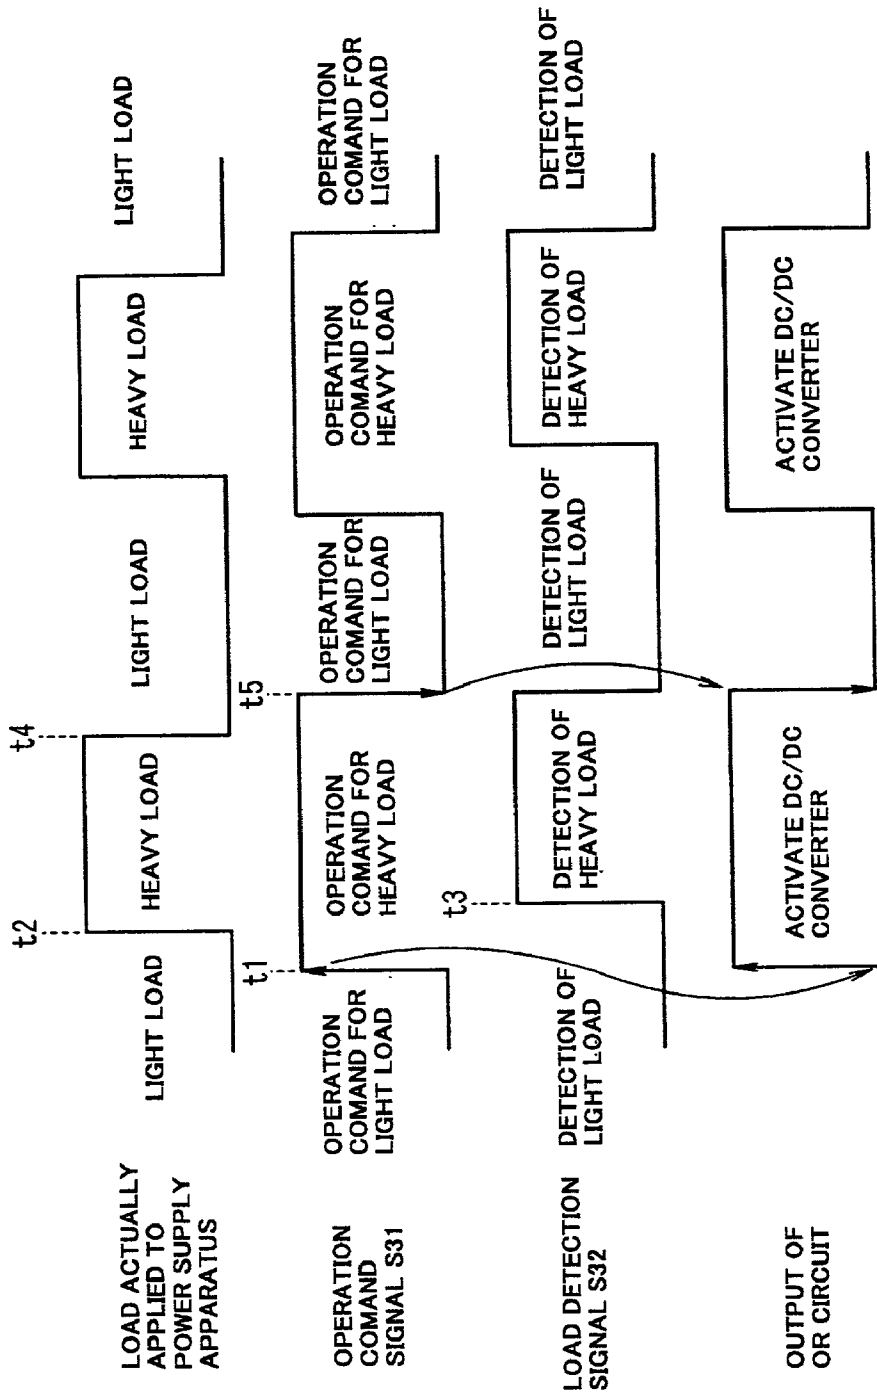 LOAD ACTUALLY
APPLIED TO
POWER SUPPLY
APPARATUS
LIGHT LOAD
t2
HEAVY LOAD
t4
LIGHT LOAD
HEAVY LOAD
LIGHT LOAD
OPERATION
COMAND
SIGNAL S31
OPERATION
COMAND FOR
LIGHT LOAD
t1
OPERATION
COMAND FOR
HEAVY LOAD
t5
OPERATION
COMAND FOR
LIGHT LOAD
OPERATION
COMAND FOR
HEAVY LOAD
OPERATION
COMAND FOR
LIGHT LOAD
LOAD DETECTION
SIGNAL S32
DETECTION OF
LIGHT LOAD
t3
DETECTION OF
HEAVY LOAD
DETECTION OF
LIGHT LOAD
DETECTION OF
HEAVY LOAD
DETECTION OF
LIGHT LOAD
OUTPUT OF
OR CIRCUIT
ACTIVATE DC/DC
CONVERTER
ACTIVATE DC/DC
CONVERTER